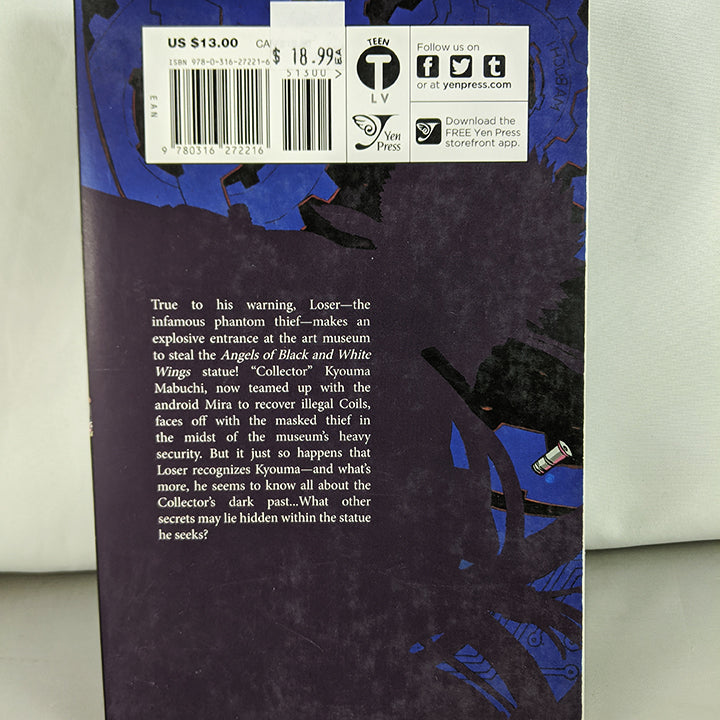 US $13.00 CA
$ 18.99 EA
ISBN 978-0-316-27221-6
51300
EAN
9 780316 272216
TEEN
T
LV
Yen
Press
Follow us on
f t
or at yenpress.com
Download the
FREE Yen Press
storefront app.
True to his warning, Loser—the
infamous phantom thief—makes an
explosive entrance at the art museum
to steal the Angels of Black and White
Wings statue! “Collector” Kyouma
Mabuchi, now teamed up with the
android Mira to recover illegal Coils,
faces off with the masked thief in
the midst of the museum’s heavy
security. But it just so happens that
Loser recognizes Kyouma—and what’s
more, he seems to know all about the
Collector’s dark past...What other
secrets may lie hidden within the statue
he seeks?